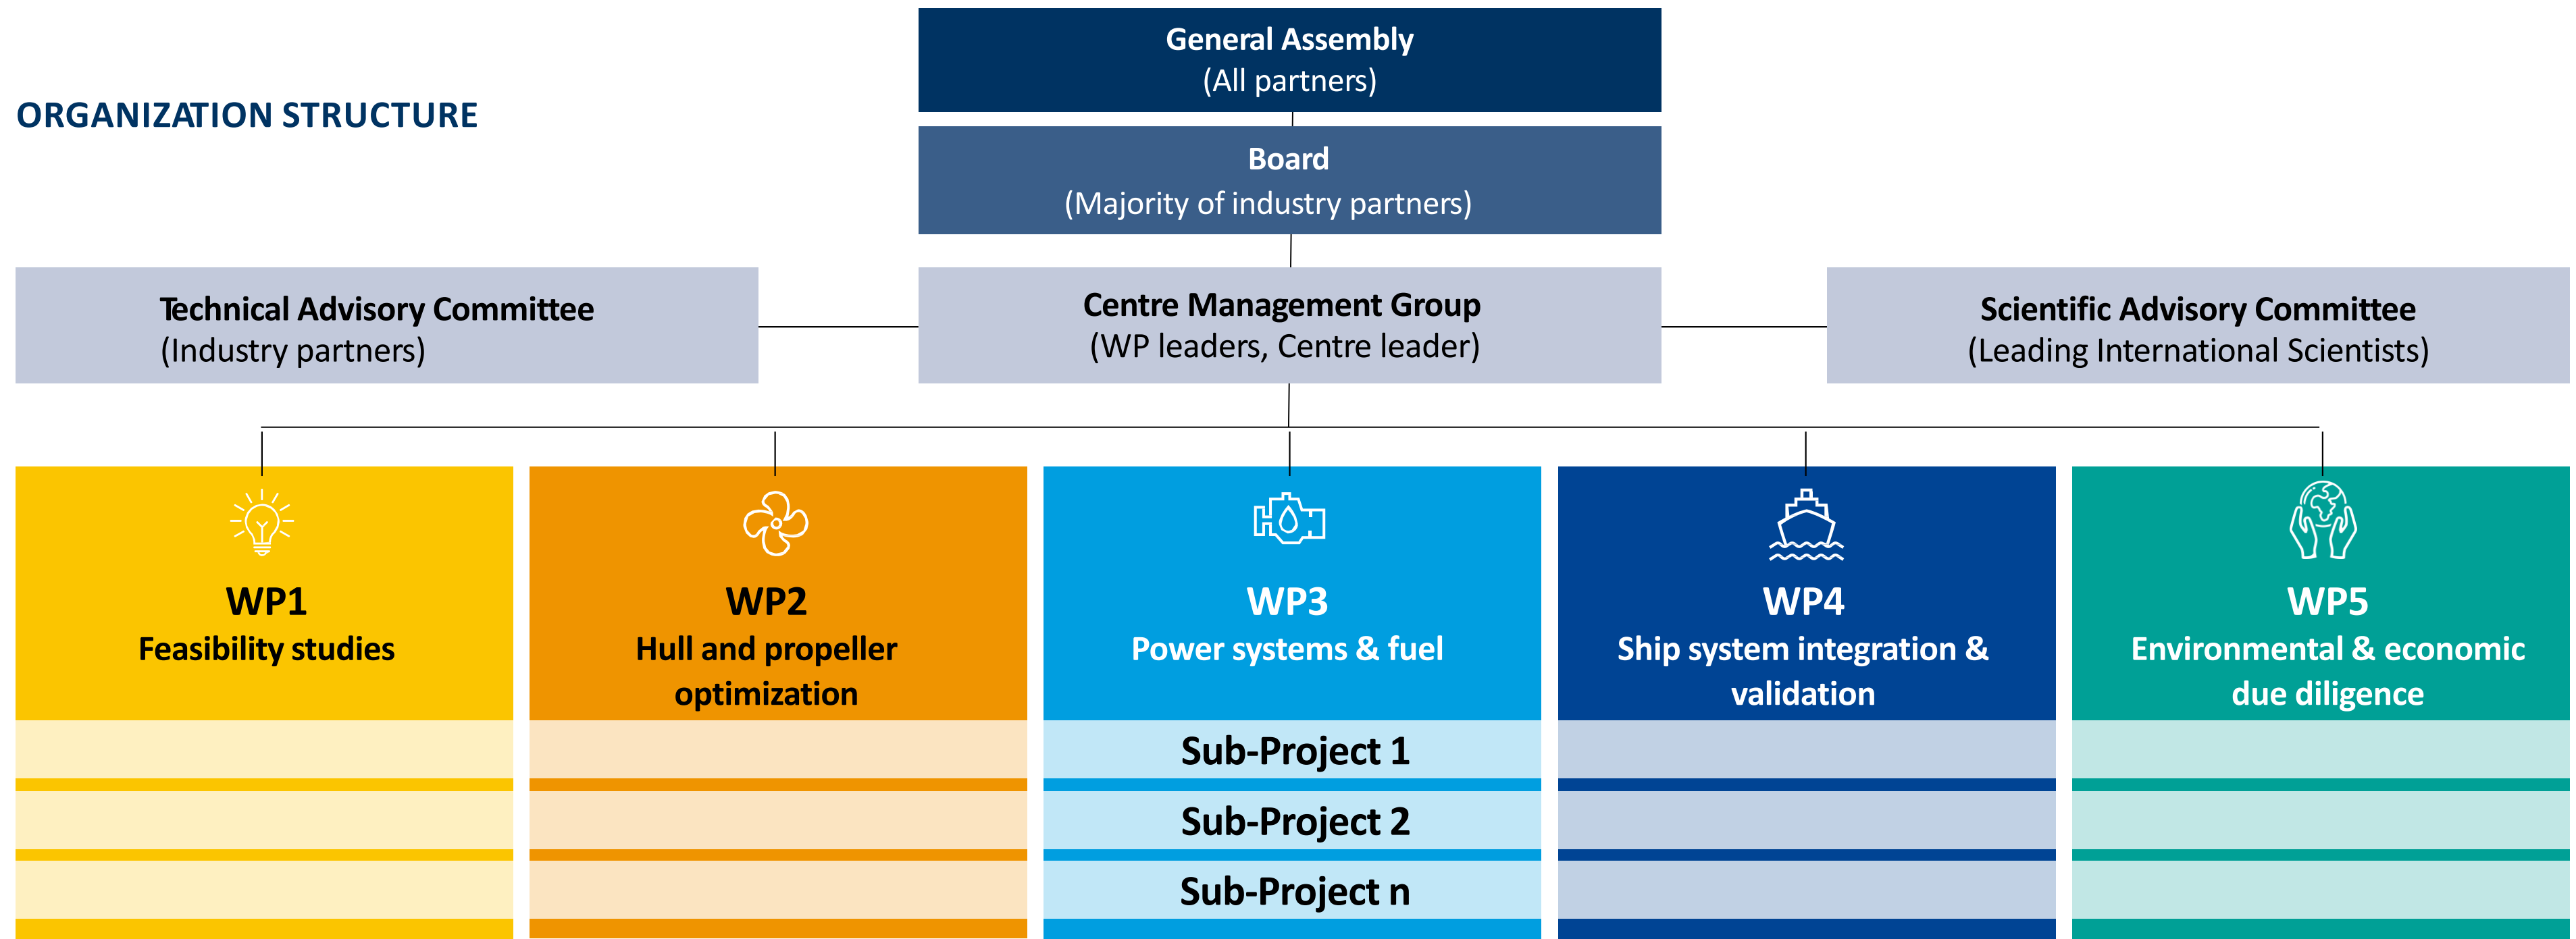 General Assembly
(All partners)
ORGANIZATION STRUCTURE
Board
(Majority of industry partners)
Technical Advisory Committee
(Industry partners)
Centre Management Group
(WP leaders, Centre leader)
Scientific Advisory Committee
(Leading International Scientists)
WP1
Feasibility studies
WP2
Hull and propeller
optimization
WP3
Power systems & fuel
WP4
Ship system integration &
validation
WP5
Environmental & economic
due diligence
Sub-Project 1
Sub-Project 2
Sub-Project n